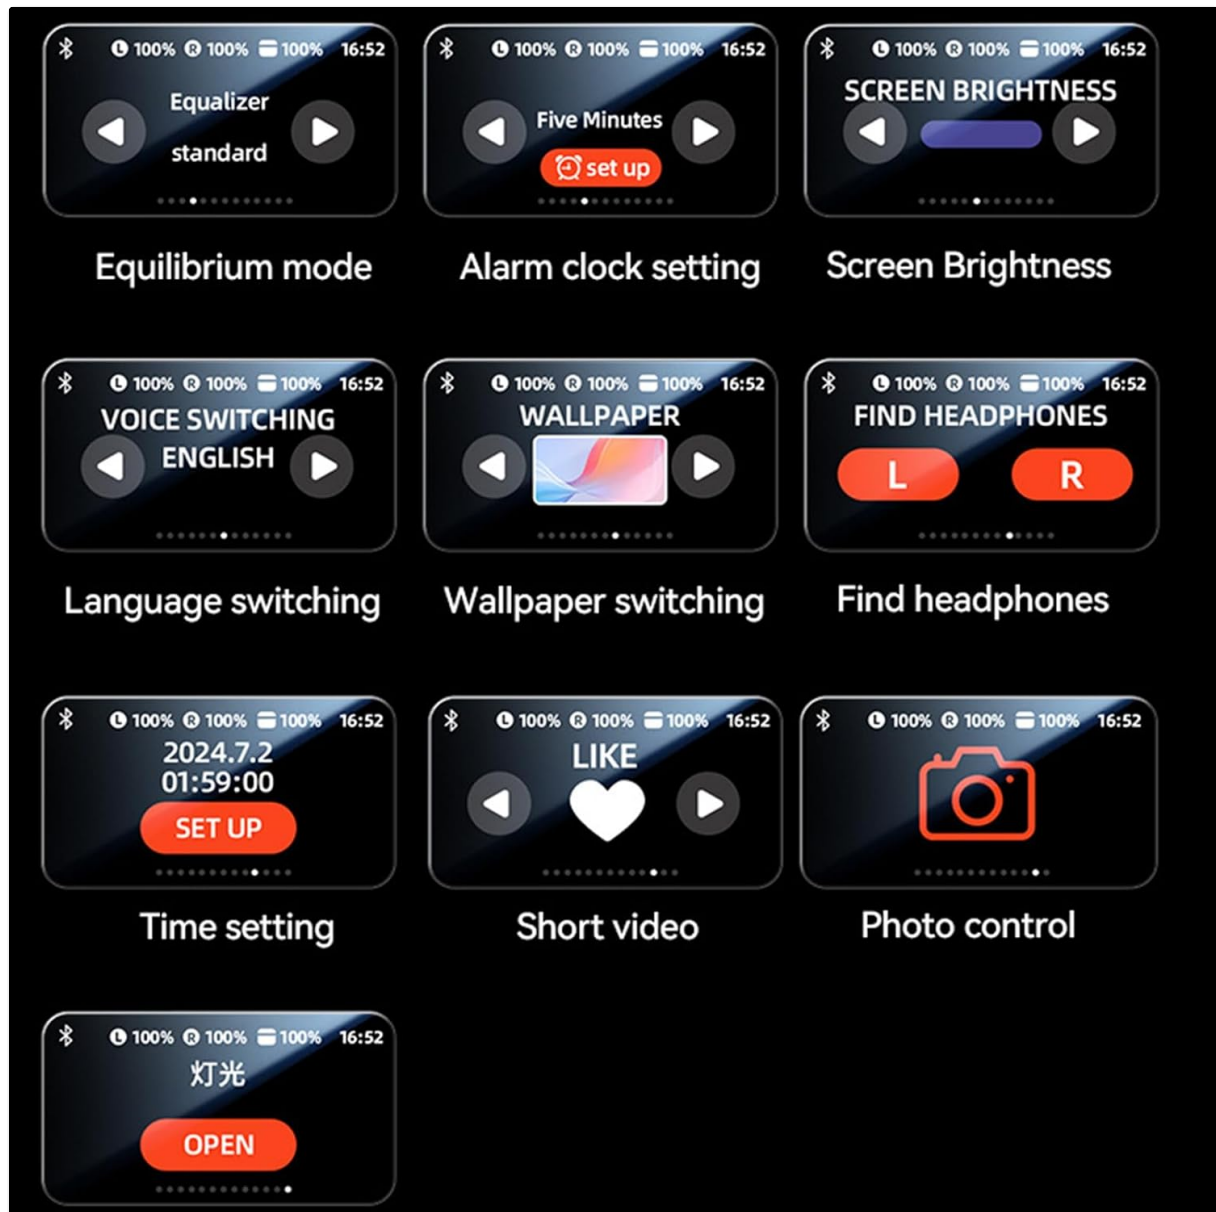 L 100% R 100% 100% 16:52
Equalizer
standard
Equilibrium mode
L 100% R 100% 100% 16:52
Five Minutes
set up
Alarm clock setting
L 100% R 100% 100% 16:52
SCREEN BRIGHTNESS
Screen Brightness
L 100% R 100% 100% 16:52
VOICE SWITCHING
ENGLISH
Language switching
L 100% R 100% 100% 16:52
WALLPAPER
Wallpaper switching
L 100% R 100% 100% 16:52
FIND HEADPHONES
L R
Find headphones
L 100% R 100% 100% 16:52
2024.7.2
01:59:00
SET UP
Time setting
L 100% R 100% 100% 16:52
LIKE
Short video
L 100% R 100% 100% 16:52
Photo control
L 100% R 100% 100% 16:52
灯光
OPEN